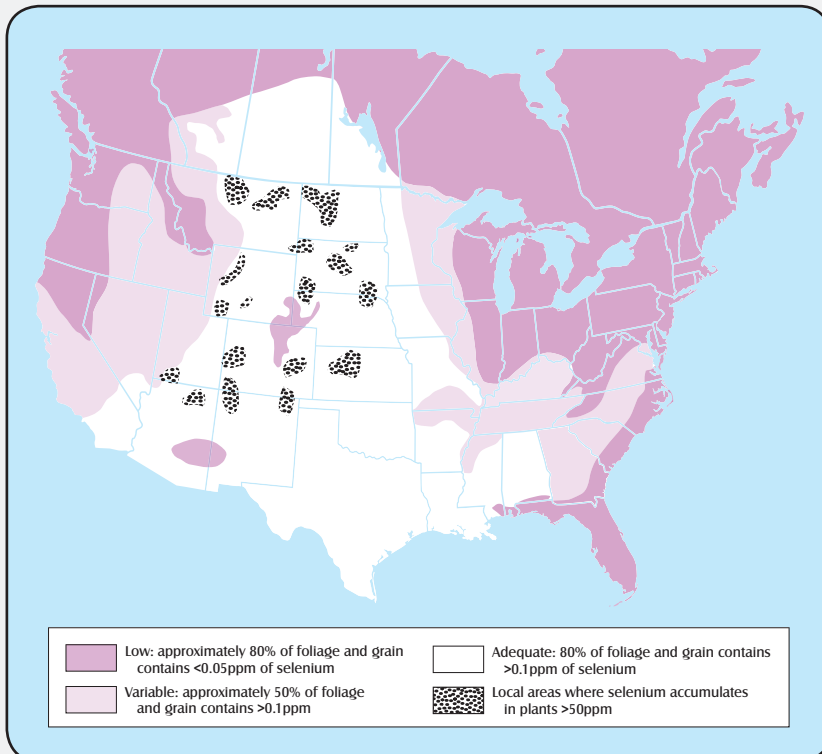 Low: approximately 80% of foliage and grain
contains <0.05ppm of selenium
Variable: approximately 50% of foliage
and grain contains >0.1ppm
Adequate: 80% of foliage and grain contains
>0.1ppm of selenium
Local areas where selenium accumulates
in plants >50ppm